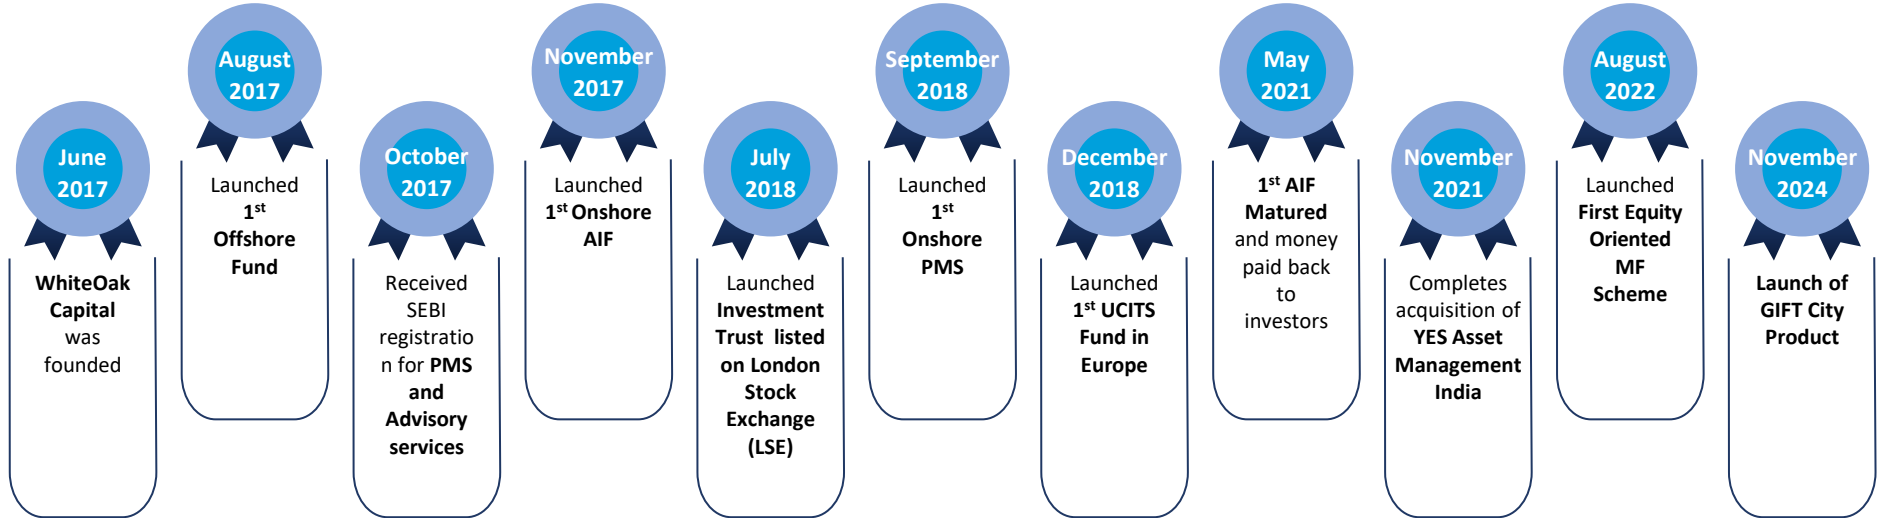 June
2017
WhiteOak
Capital
was
founded
August
2017
Launched
1st
Offshore
Fund
October
2017
Received
SEBI
registratio
n for PMS
and
Advisory
services
November
2017
Launched
1st Onshore
AIF
July
2018
Launched
Investment
Trust listed
on London
Stock
Exchange
(LSE)
September
2018
Launched
1st
Onshore
PMS
December
2018
Launched
1st UCITS
Fund in
Europe
May
2021
1st AIF
Matured
and money
paid back
to
investors
November
2021
Completes
acquisition of
YES Asset
Management
India
August
2022
Launched
First Equity
Oriented
MF
Scheme
November
2024
Launch of
GIFT City
Product